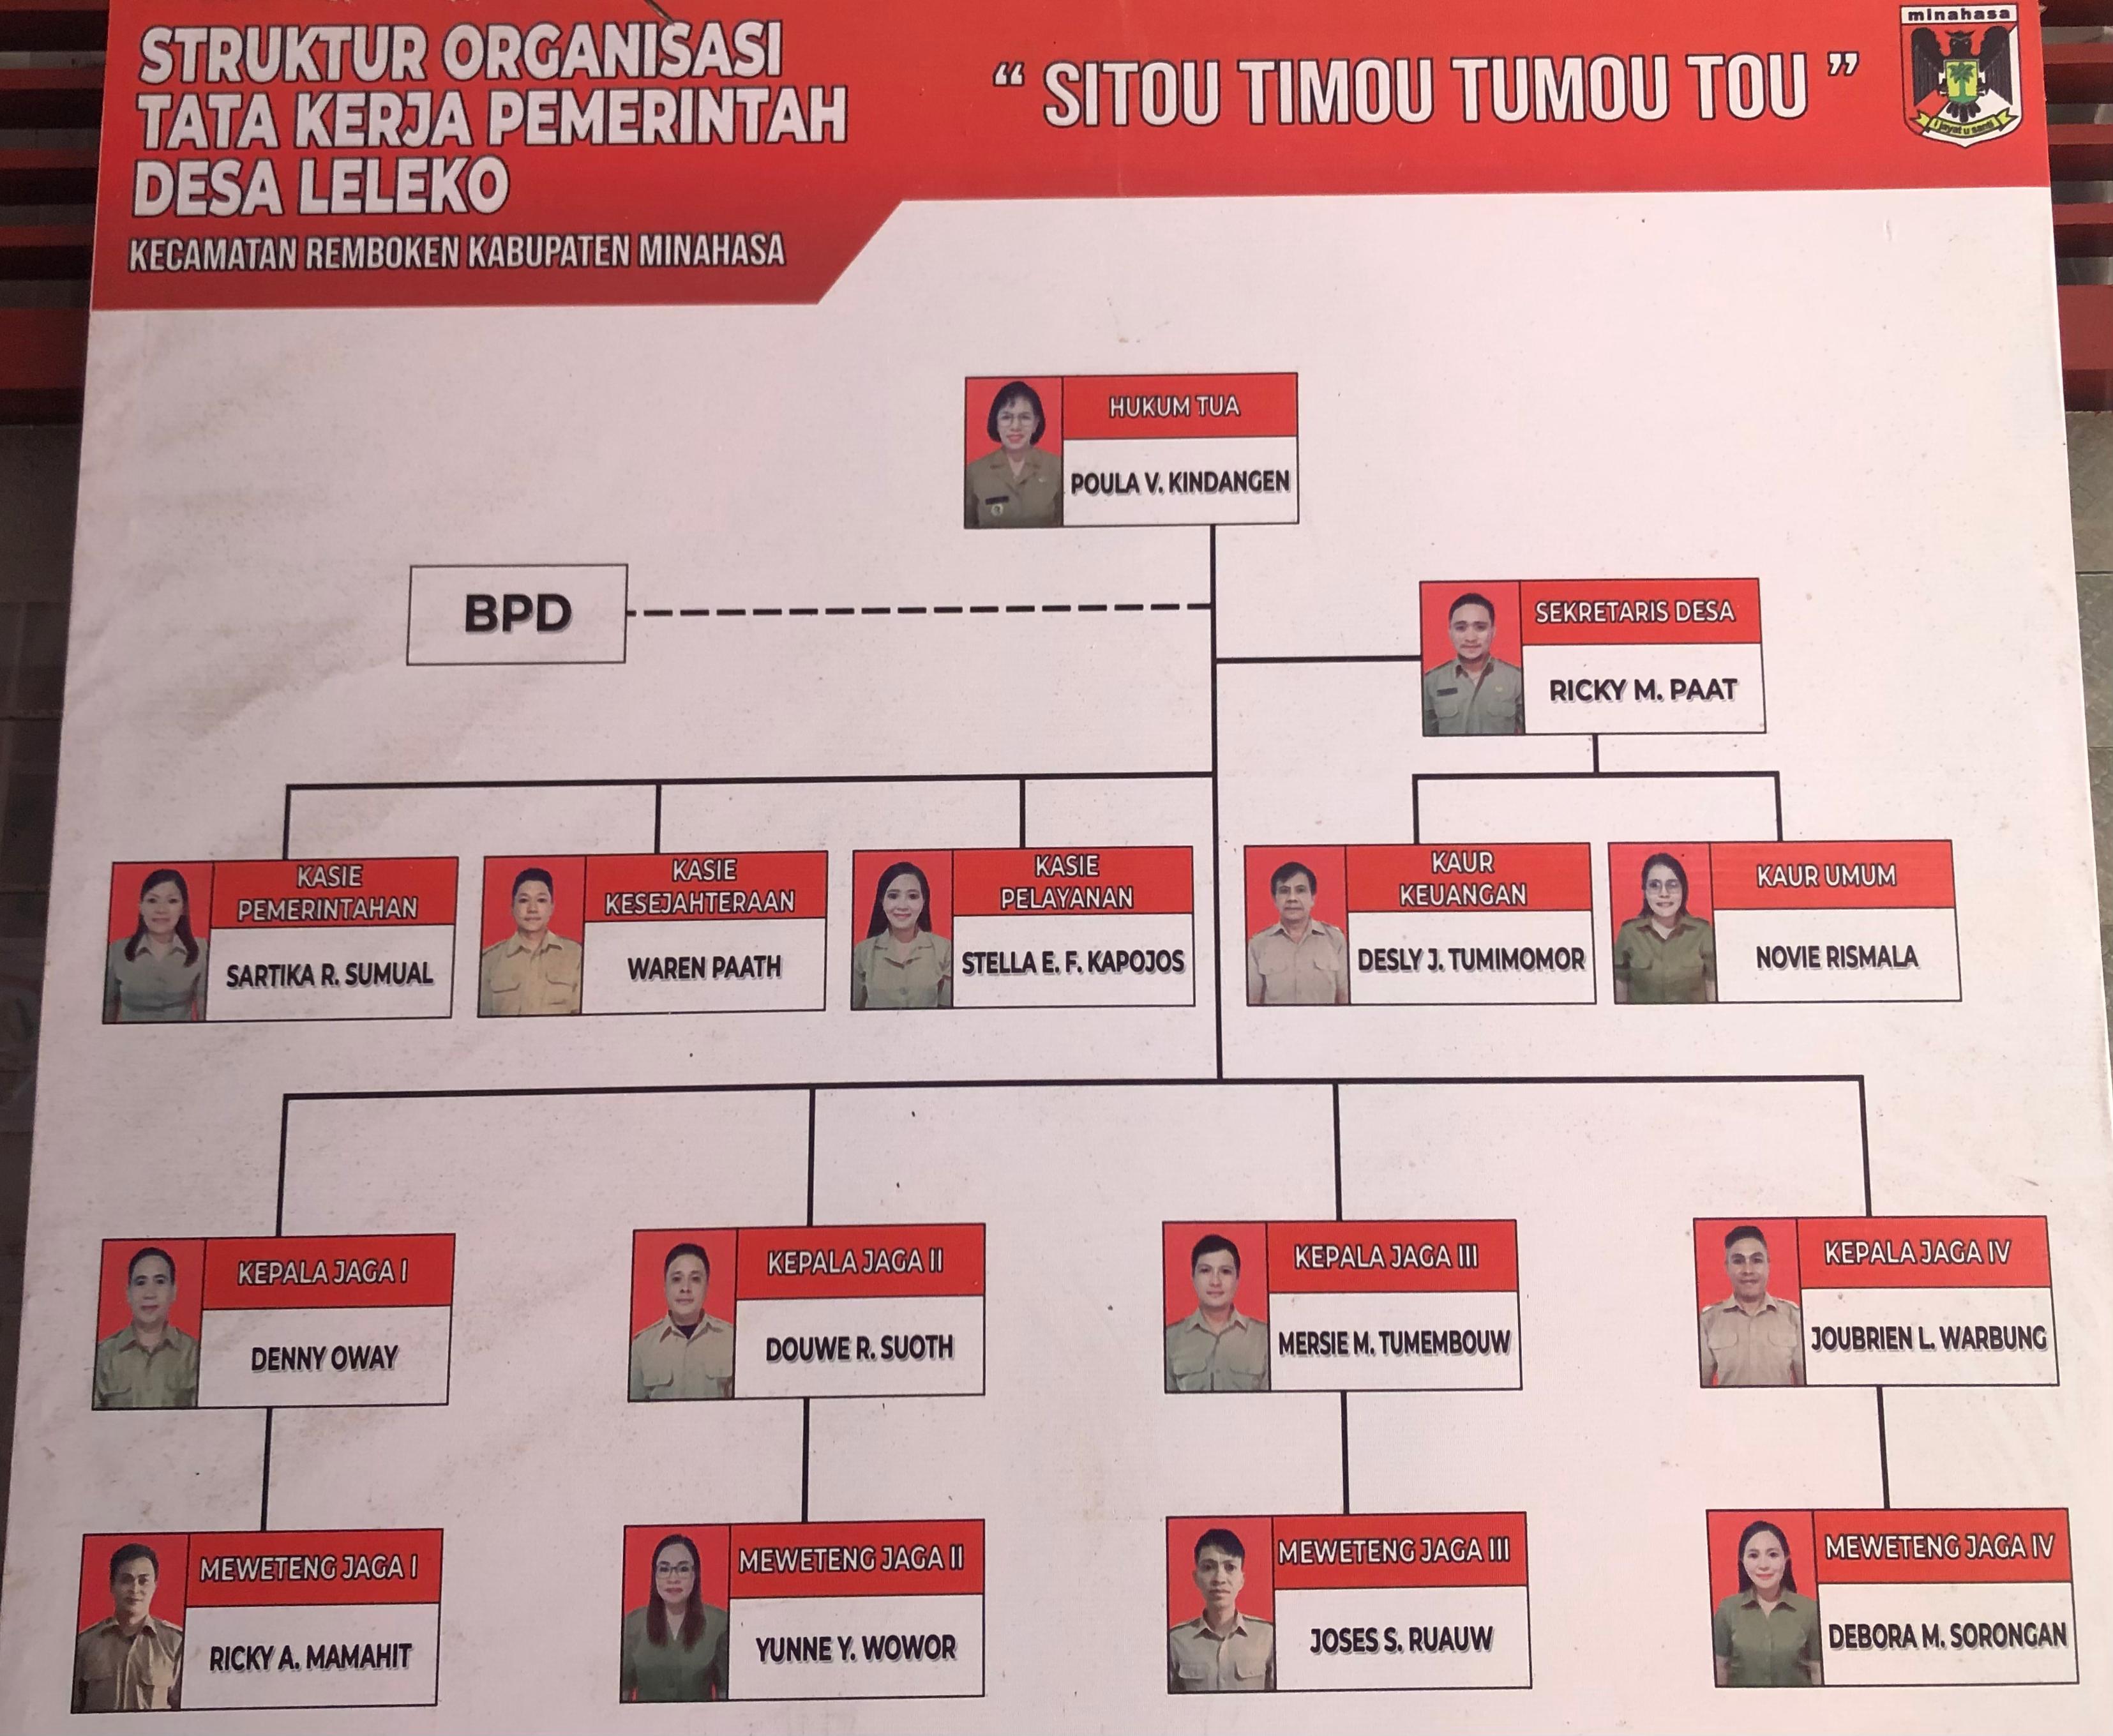 STRUKTUR ORGANISASI
TATA KERJA PEMERINTAH
DESA LELEKO
KECAMATAN REMBOKEN KABUPATEN MINAHASA
“ SITOU TIMOU TUMOU TOU ”
minahasa
HUKUM TUA
POULA V. KINDANGEN
BPD
SEKRETARIS DESA
RICKY M. PAAT
KASIE
PEMERINTAHAN
SARTIKA R. SUMUAL
KASIE
KESEJAHTERAAN
WAREN PAATH
KASIE
PELAYANAN
STELLA E. F. KAPOJOS
KAUR
KEUANGAN
DESLY J. TUMIMOMOR
KAUR UMUM
NOVIE RISMALA
KEPALA JAGA I
DENNY OWAY
KEPALA JAGA II
DOUWE R. SUOTH
KEPALA JAGA III
MERSIE M. TUMEMBOUW
KEPALA JAGA IV
JOUBRIEN L. WARBUNG
MEWETENG JAGA I
RICKY A. MAMAHIT
MEWETENG JAGA II
YUNNE Y. WOWOR
MEWETENG JAGA III
JOSES S. RUAUW
MEWETENG JAGA IV
DEBORA M. SORONGAN